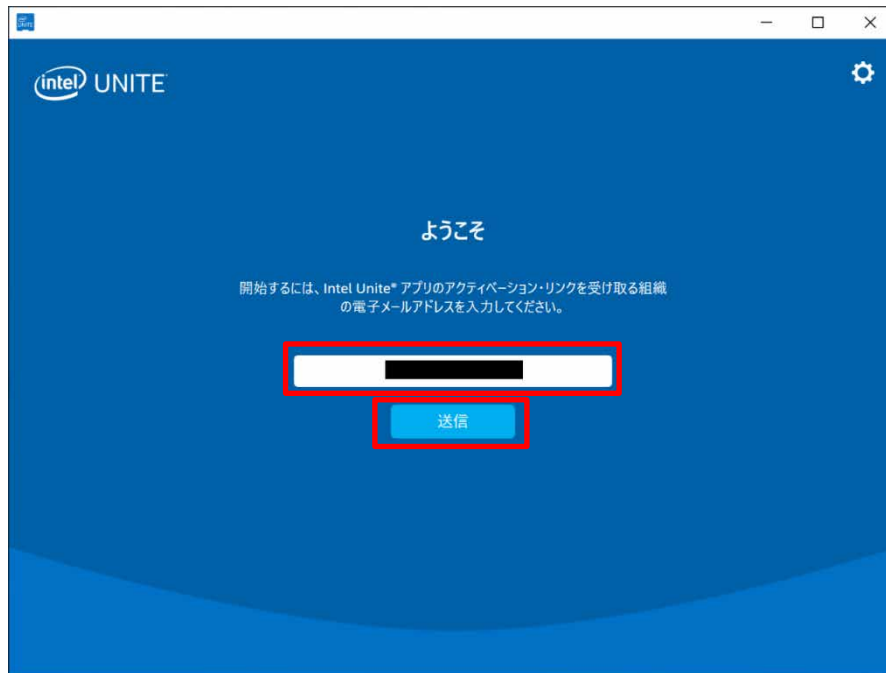 intel UNITE
ようこそ
開始するには、Intel Unite® アプリのアクティベーション・リンクを受け取る組織
の電子メールアドレスを入力してください。
送信